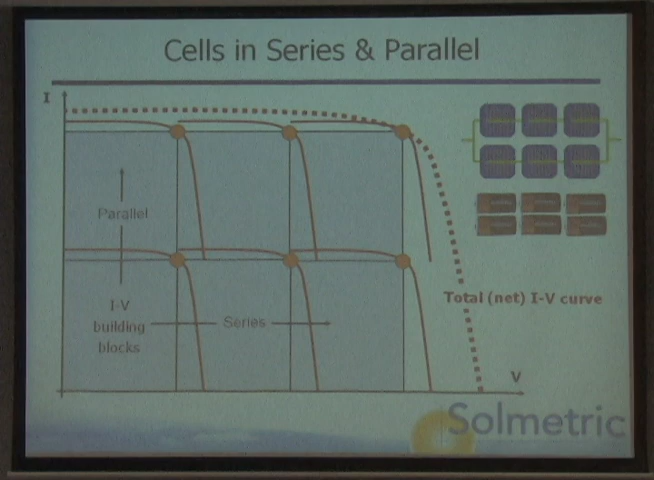 Cells in Series & Parallel
I
Parallel
I-V
building
blocks
Series
Total (net) I-V curve
V
Solmetric